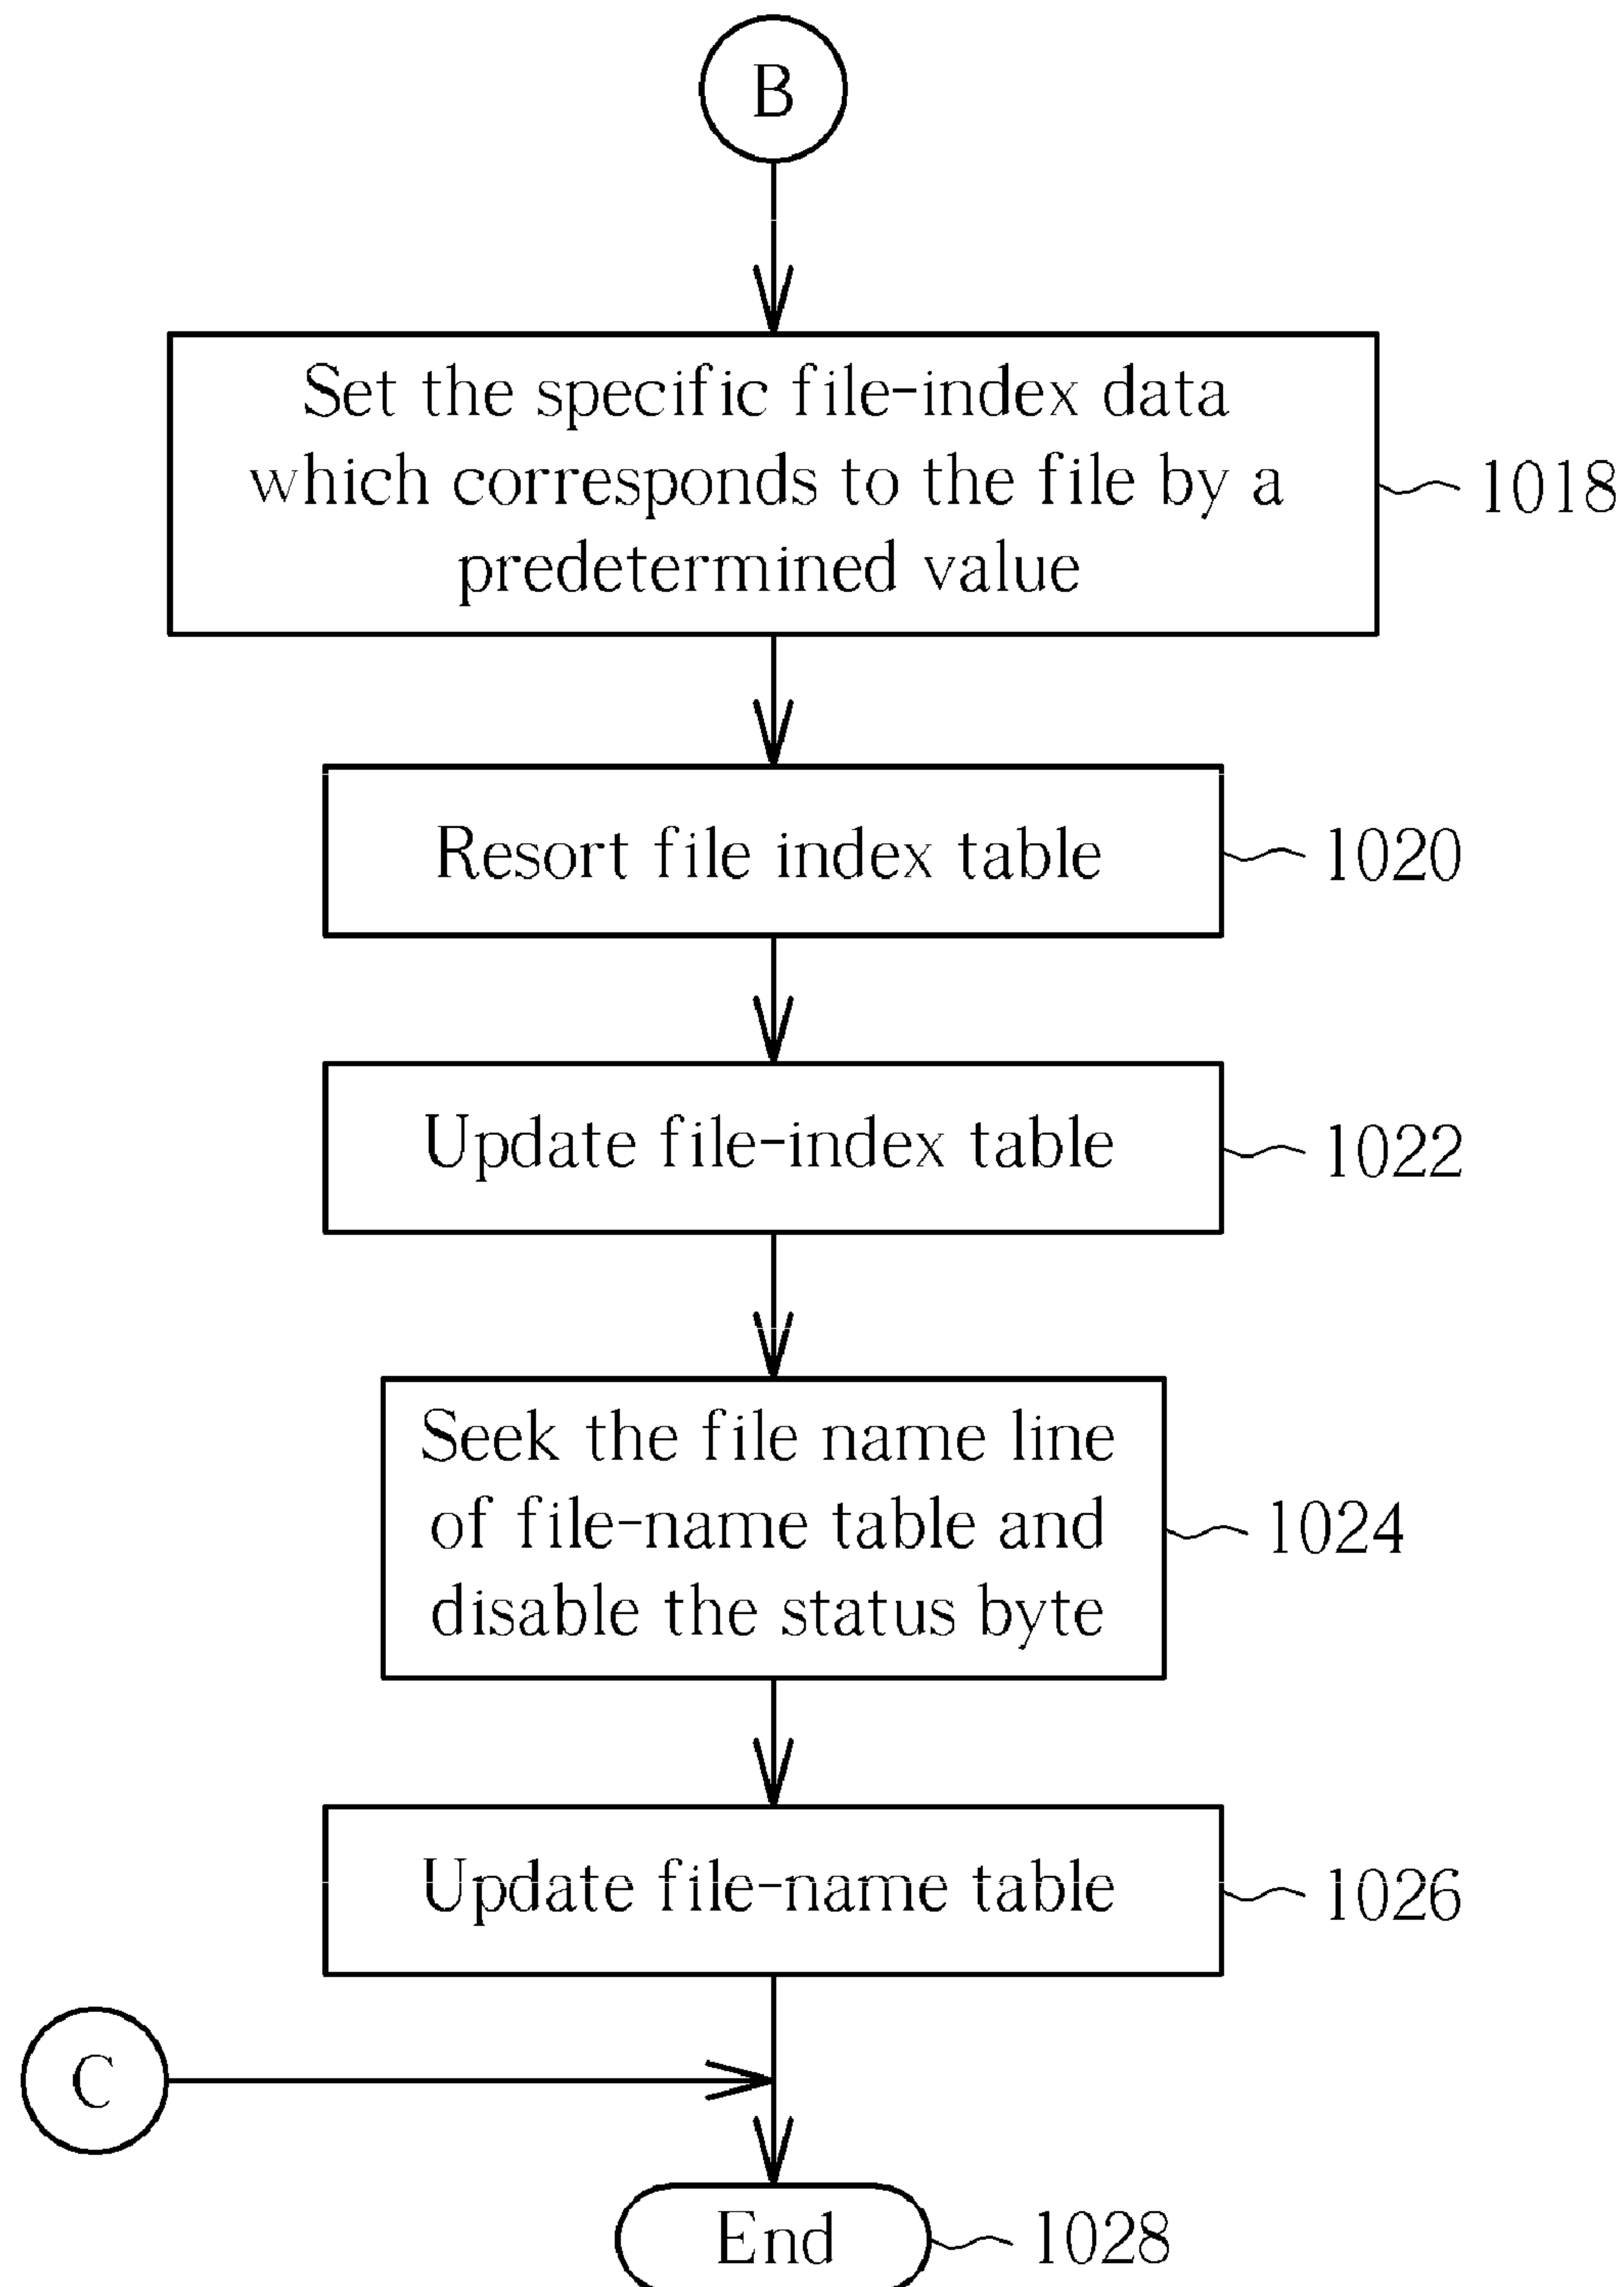 B
Set the specific file-index data
which corresponds to the file by a
predetermined value
1018
Resort file index table
1020
Update file-index table
1022
Seek the file name line
of file-name table and
disable the status byte
1024
Update file-name table
1026
C
End
1028